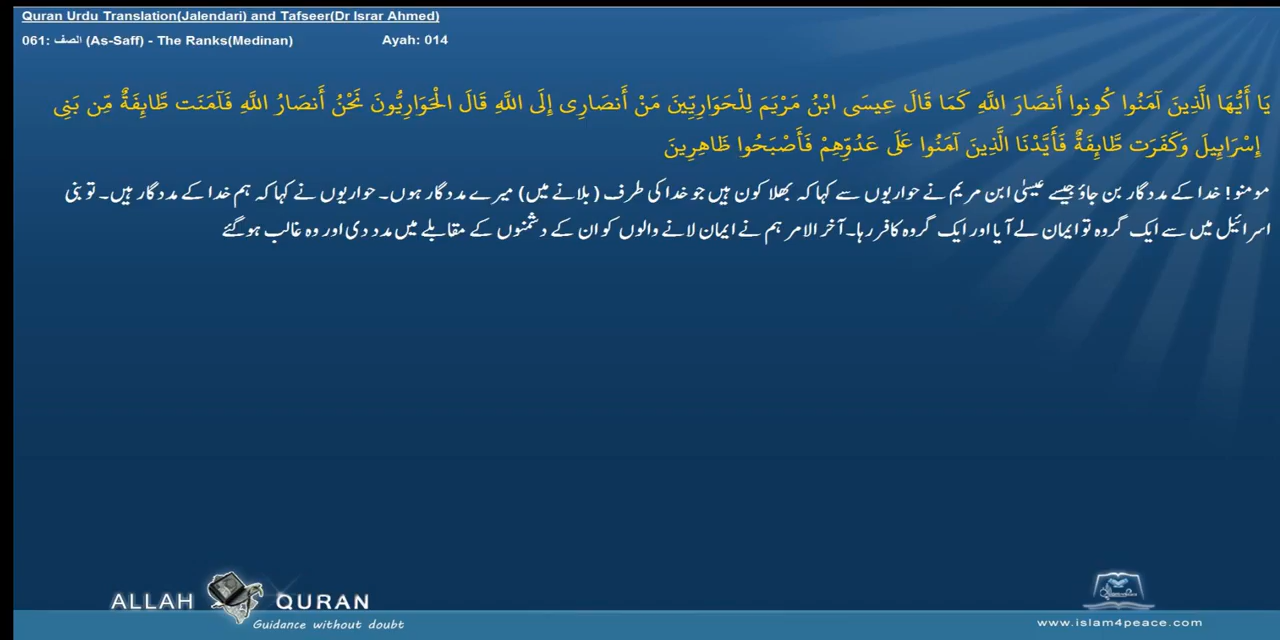 Quran Urdu Translation(Jalendari) and Tafseer(Dr Israr Ahmed)
061: الصف (As-Saff) - The Ranks(Medinan) Ayah: 014
يَا أَيُّهَا الَّذِينَ آمَنُوا كُونوا أَنصَارَ اللَّهِ كَمَا قَالَ عِيسَى ابْنُ مَرْيَمَ لِلْحَوَارِيِّينَ مَنْ أَنصَارِى إِلَى اللَّهِ قَالَ الْحَوَارِيُّونَ نَحْنُ أَنصَارُ اللَّهِ فَآمَنَت طَّايِفَةٌ مِّن بَنِى
إِسْرَايِيلَ وَكَفَرَت طَّايِفَةٌ فَأَيَّدْنَا الَّذِينَ آمَنُوا عَلَى عَدُوِّهِمْ فَأَصْبَحُوا ظَاهِرِينَ
مومنو! خدا کے مددگار بن جاؤ جیسے عیسیٰ ابن مریم نے حواریوں سے کہا کہ بھلا کون ہیں جو خدا کی طرف (بلانے میں) میرے مددگار ہوں۔ حواریوں نے کہا کہ ہم خدا کے مددگار ہیں۔ تو بنی
اسرائیل میں سے ایک گروہ تو ایمان لے آیا اور ایک گروہ کافر رہا۔ آخر الامر ہم نے ایمان لانے والوں کو ان کے دشمنوں کے مقابلے میں مدد دی اور وہ غالب ہوگئے
ALLAH QURAN
Guidance without doubt
www.islam4peace.com